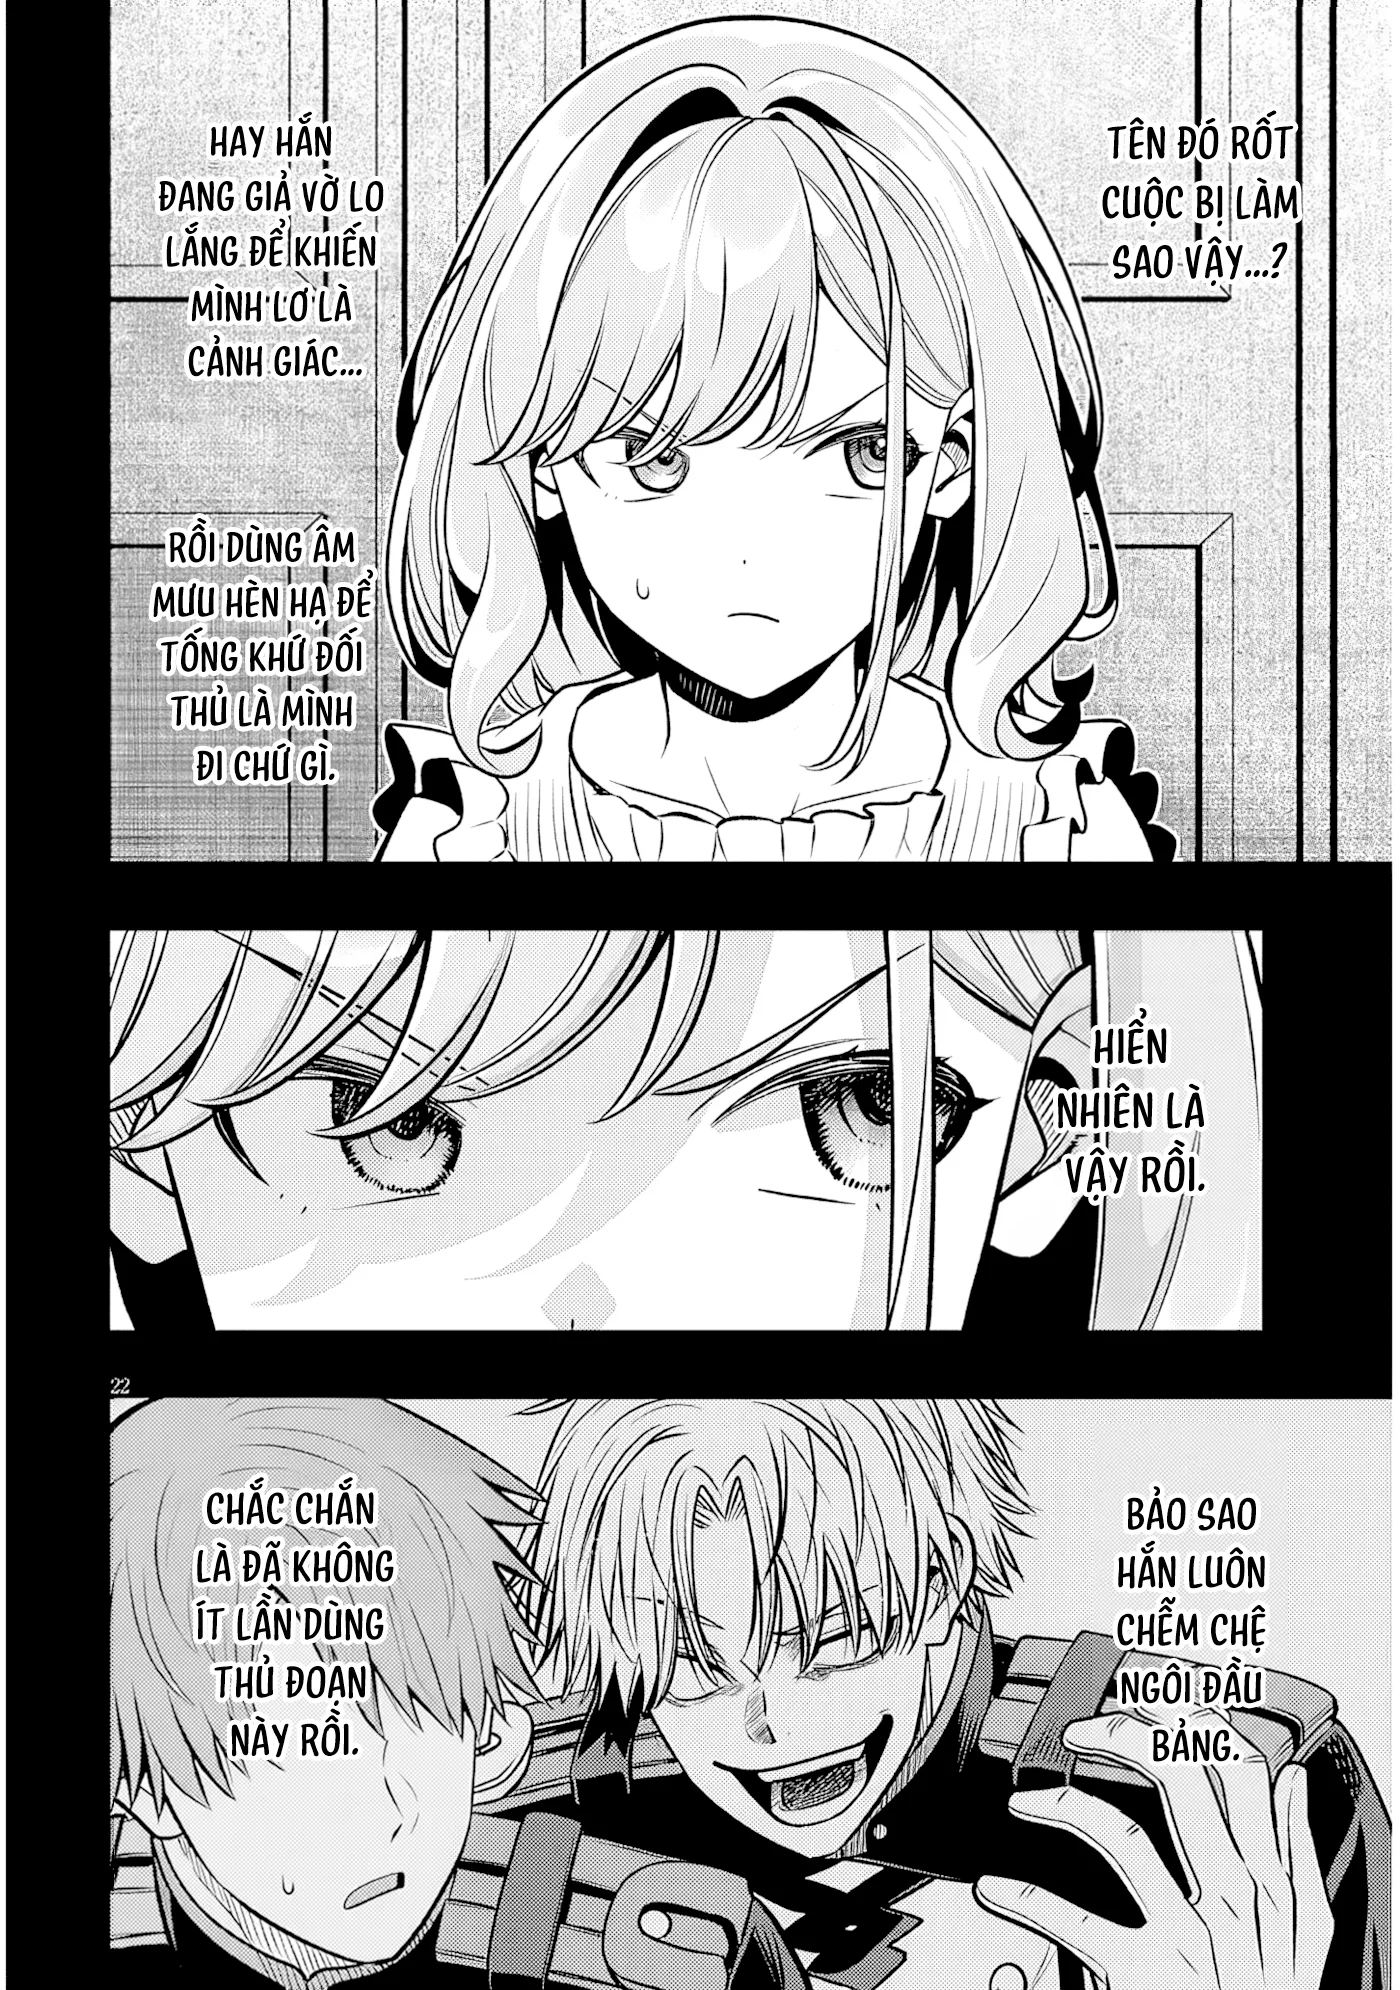 TÊN ĐÓ RỐT
CUỘC BỊ LÀM
SAO VẬY...?
HAY HẮN
ĐANG GIẢ VỜ LO
LẮNG ĐỂ KHIẾN
MÌNH LƠ LÀ
CẢNH GIÁC...
RỒI DÙNG ÂM
MƯU HÈN HẠ ĐỂ
TỐNG KHỨ ĐỐI
THỦ LÀ MÌNH
ĐI CHỨ GÌ.
HIỂN
NHIÊN LÀ
VẬY RỒI.
22
BẢO SAO
HẮN LUÔN
CHỄM CHỆ
NGÔI ĐẦU
BẢNG.
CHẮC CHẮN
LÀ ĐÃ KHÔNG
ÍT LẦN DÙNG
THỦ ĐOẠN
NÀY RỒI.